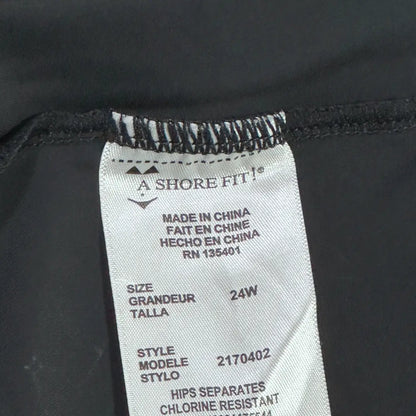 A SHORE FIT!®
MADE IN CHINA
FAIT EN CHINE
HECHO EN CHINA
RN 135401
SIZE
GRANDEUR 24W
TALLA
STYLE
MODELE 2170402
STYLO
HIPS SEPARATES
CHLORINE RESISTANT